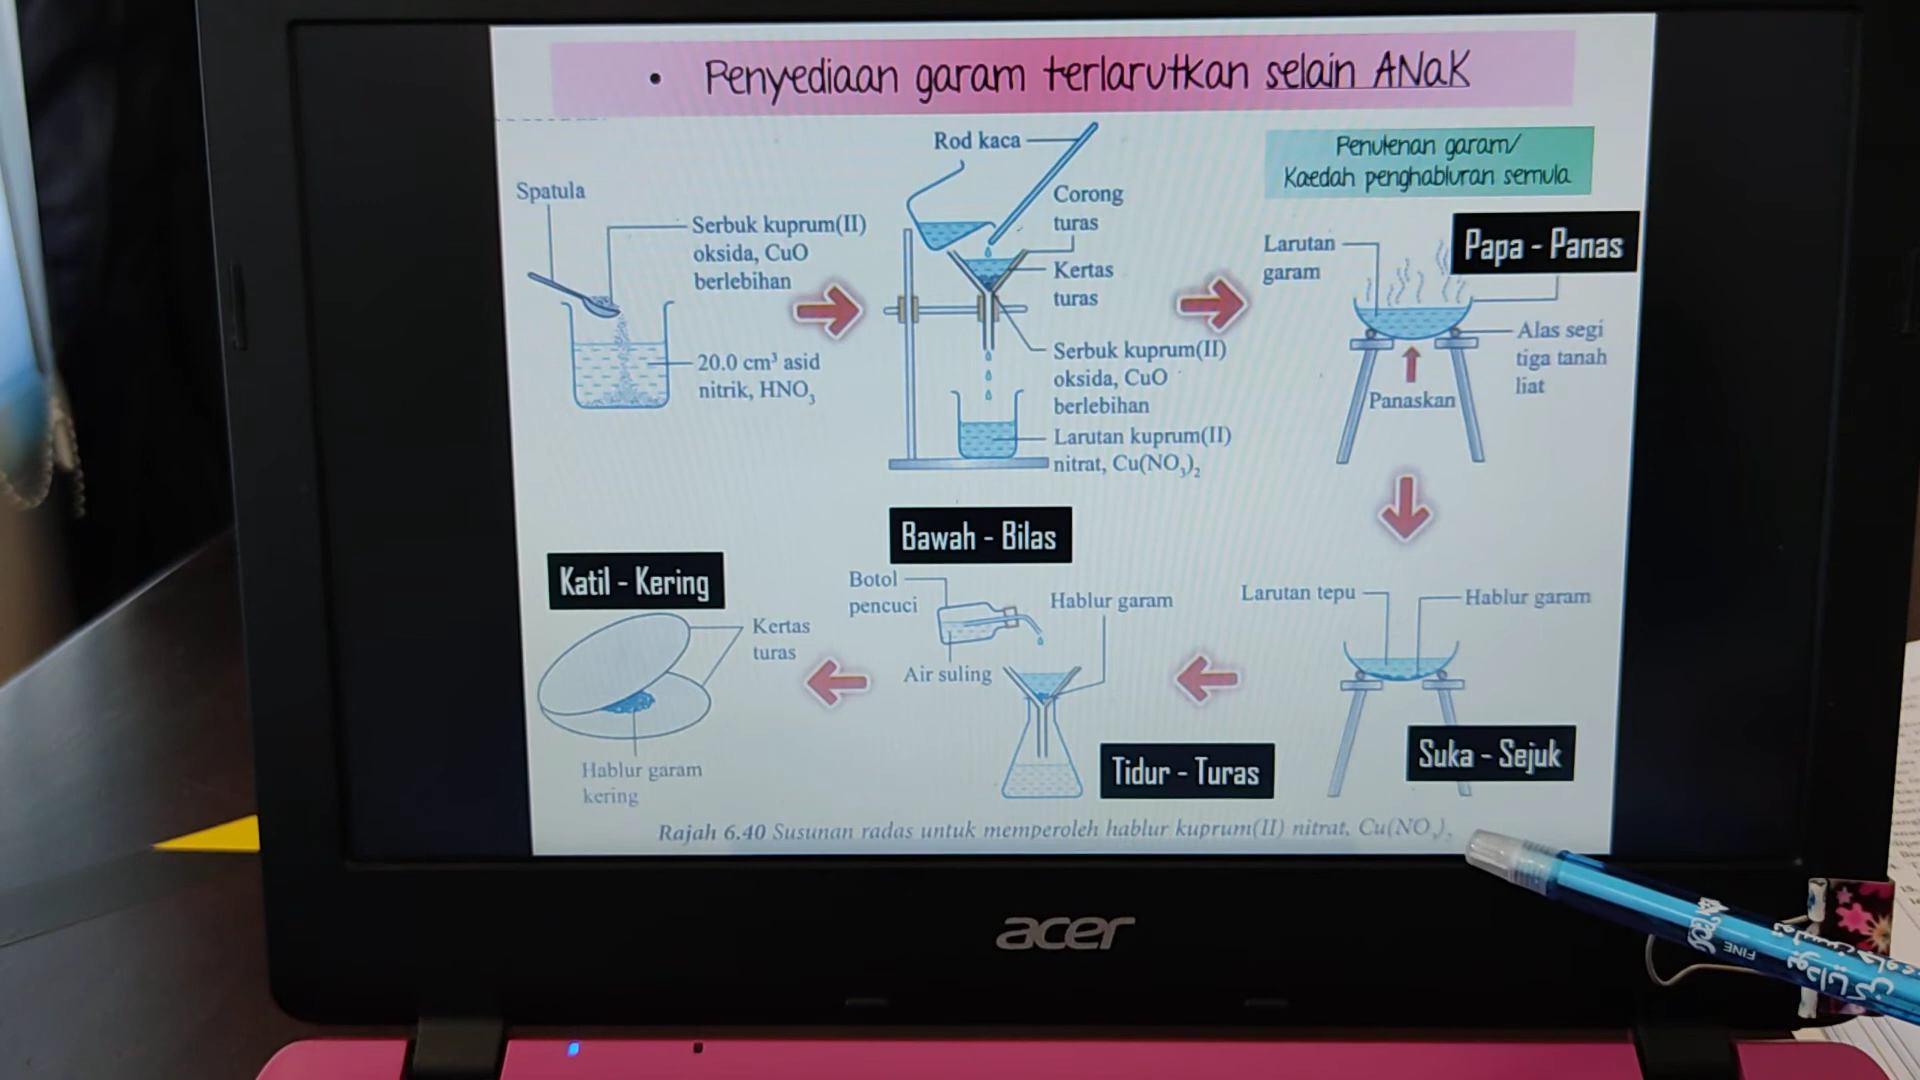 • Penyediaan garam terlarutkan selain ANaK
Rod kaca
Penulenan garam/
Kaedah penghabluran semula
Spatula
Corong
turas
Serbuk kuprum(II)
oksida, CuO
berlebihan
Larutan
garam
Papa - Panas
Kertas
turas
Alas segi
tiga tanah
liat
20.0 cm³ asid
nitrik, HNO₃
Serbuk kuprum(II)
oksida, CuO
berlebihan
Panaskan
Larutan kuprum(II)
nitrat, Cu(NO₃)₂
Bawah - Bilas
Katil - Kering
Botol
pencuci
Hablur garam
Larutan tepu
Hablur garam
Kertas
turas
Air suling
Suka - Sejuk
Tidur - Turas
Hablur garam
kering
Rajah 6.40 Susunan radas untuk memperoleh hablur kuprum(II) nitrat, Cu(NO₃)₂
acer
FINE